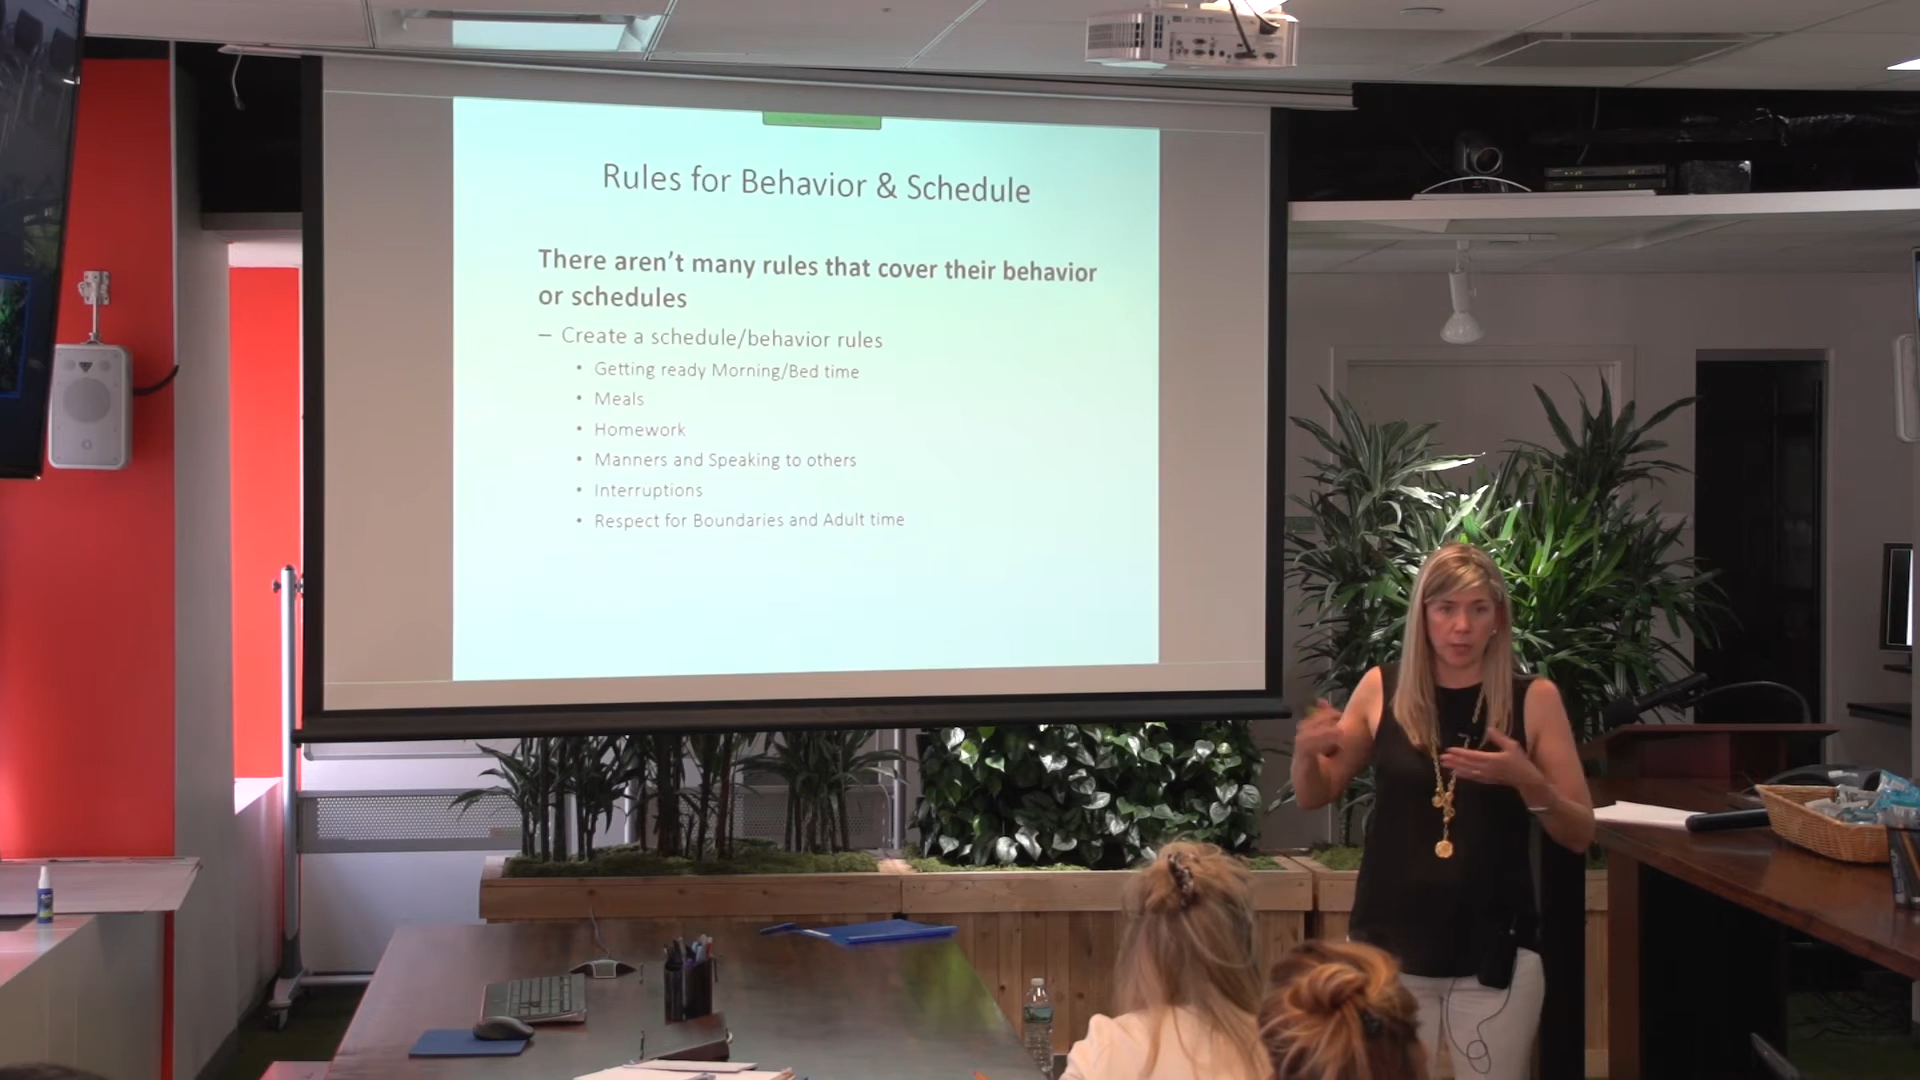 Rules for Behavior & Schedule
There aren't many rules that cover their behavior
or schedules
– Create a schedule/behavior rules
• Getting ready Morning/Bed time
• Meals
• Homework
• Manners and Speaking to others
• Interruptions
• Respect for Boundaries and Adult time